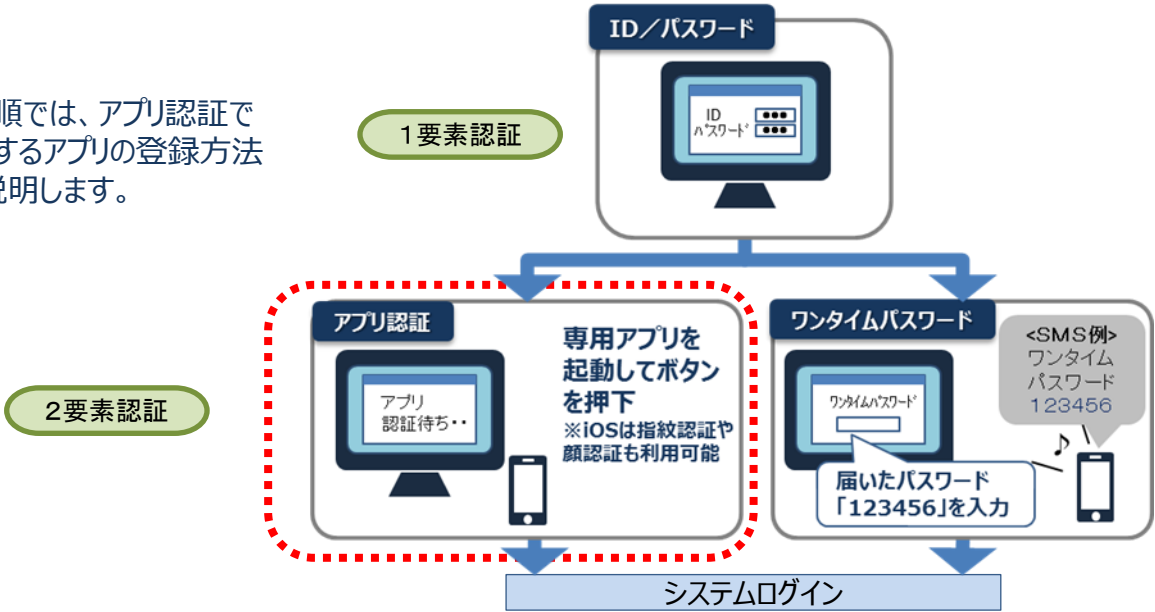 ID／パスワード
順では、アプリ認証で
するアプリの登録方法
説明します。
１要素認証
ID
パスワード
アプリ認証
専用アプリを
起動してボタン
を押下
※iOSは指紋認証や
顔認証も利用可能
アプリ
認証待ち・・
ワンタイムパスワード
<SMS例>
ワンタイム
パスワード
123456
ワンタイムパスワード
届いたパスワード
「123456」を入力
２要素認証
システムログイン